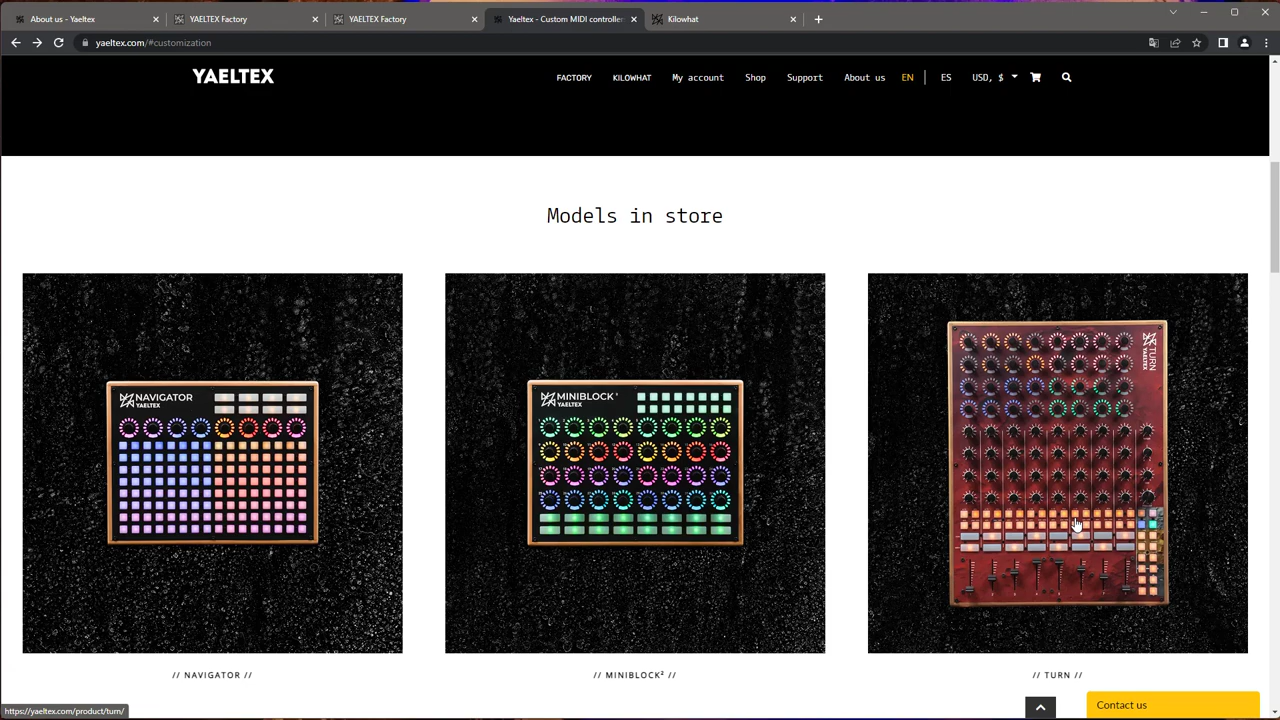 About us - Yaeltex
YAELTEX Factory
YAELTEX Factory
Yaeltex - Custom MIDI controller
Kilowhat
yaeltex.com/#customization
YAELTEX
FACTORY
KILOWHAT
My account
Shop
Support
About us
EN
ES
USD, $
Models in store
NAVIGATOR
YAELTEX
MINIBLOCK²
YAELTEX
TURN
YAELTEX
// NAVIGATOR //
// MINIBLOCK² //
// TURN //
https://yaeltex.com/product/turn/
Contact us